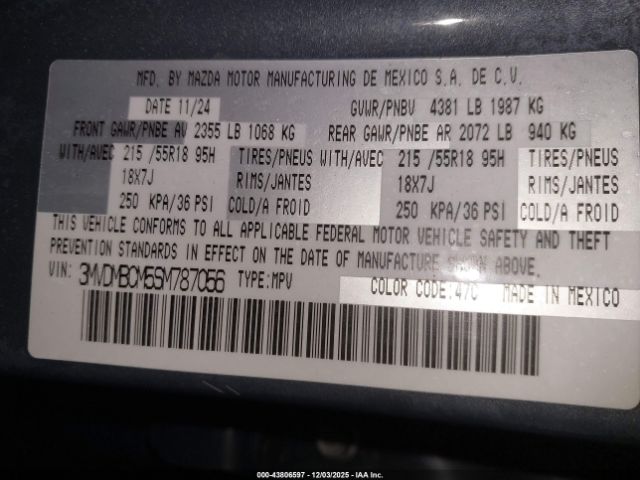 MFD. BY MAZDA MOTOR MANUFACTURING DE MEXICO S.A. DE C.V.
DATE 11/24 GVWR/PNBV 4381 LB 1987 KG
FRONT GAWR/PNBE AV 2355 LB 1068 KG REAR GAWR/PNBE AR 2072 LB 940 KG
WITH/AVEC 215 /55R18 95H TIRES/PNEUS WITH/AVEC 215 /55R18 95H TIRES/PNEUS
18X7J RIMS/JANTES 18X7J RIMS/JANTES
250 KPA/36 PSI COLD/A FROID 250 KPA/36 PSI COLD/A FROID
THIS VEHICLE CONFORMS TO ALL APPLICABLE FEDERAL MOTOR VEHICLE SAFETY AND THEFT
PREVENTION STANDARDS IN EFFECT ON THE DATE OF MANUFACTURE SHOWN ABOVE.
VIN: 3MVDMBCM5SM787056 TYPE:MPV
COLOR CODE:47C MADE IN MEXICO
000-43806597 - 12/03/2025 - IAA Inc.